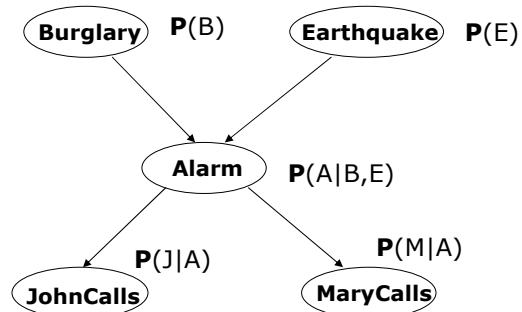 Burglary P(B)
Earthquake P(E)
Alarm
P(A|B,E)
P(J|A)
P(M|A)
JohnCalls
MaryCalls